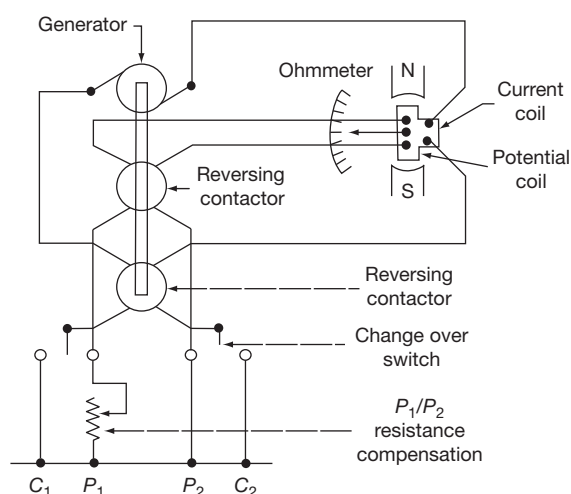 Generator
Ohmmeter
N
Current
coil
Potential
coil
S
Reversing
contactor
Reversing
contactor
Change over
switch
P1/P2
resistance
compensation
C1 P1 P2 C2